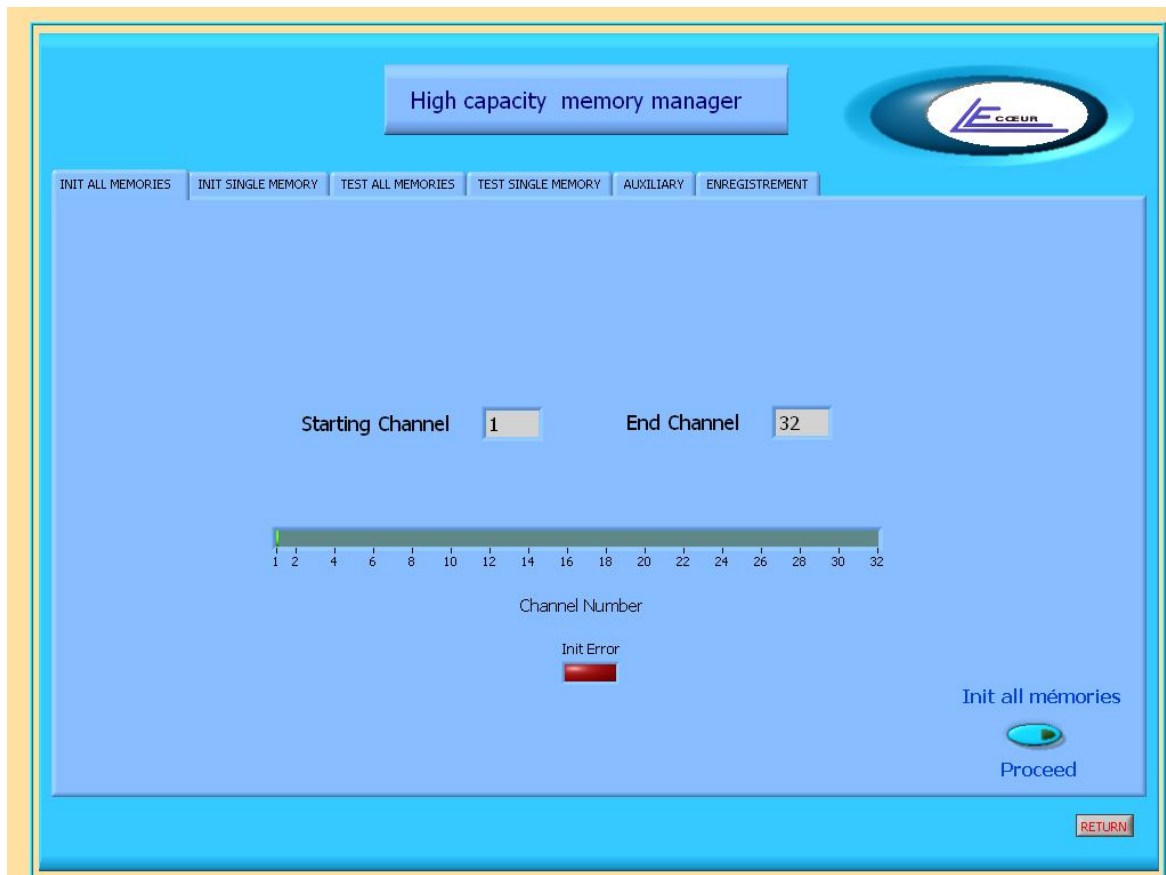 High capacity memory manager
LE CŒUR
INIT ALL MEMORIES INIT SINGLE MEMORY TEST ALL MEMORIES TEST SINGLE MEMORY AUXILIARY ENREGISTREMENT
Starting Channel 1 End Channel 32
1 2 4 6 8 10 12 14 16 18 20 22 24 26 28 30 32
Channel Number
Init Error
Init all mémories
Proceed
RETURN